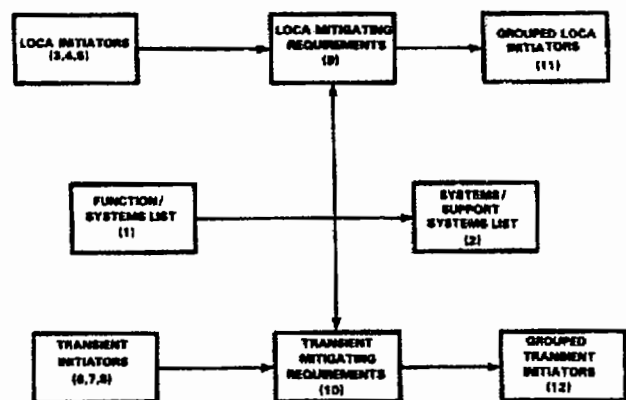 LOCA INITIATORS
(3,4,5)
LOCA MITIGATING
REQUIREMENTS
(9)
GROUPED LOCA
INITIATORS
(11)
FUNCTION/
SYSTEMS LIST
(1)
SYSTEMS/
SUPPORT
SYSTEMS LIST
(2)
TRANSIENT
INITIATORS
(6,7,8)
TRANSIENT
MITIGATING
REQUIREMENTS
(10)
GROUPED
TRANSIENT
INITIATORS
(12)